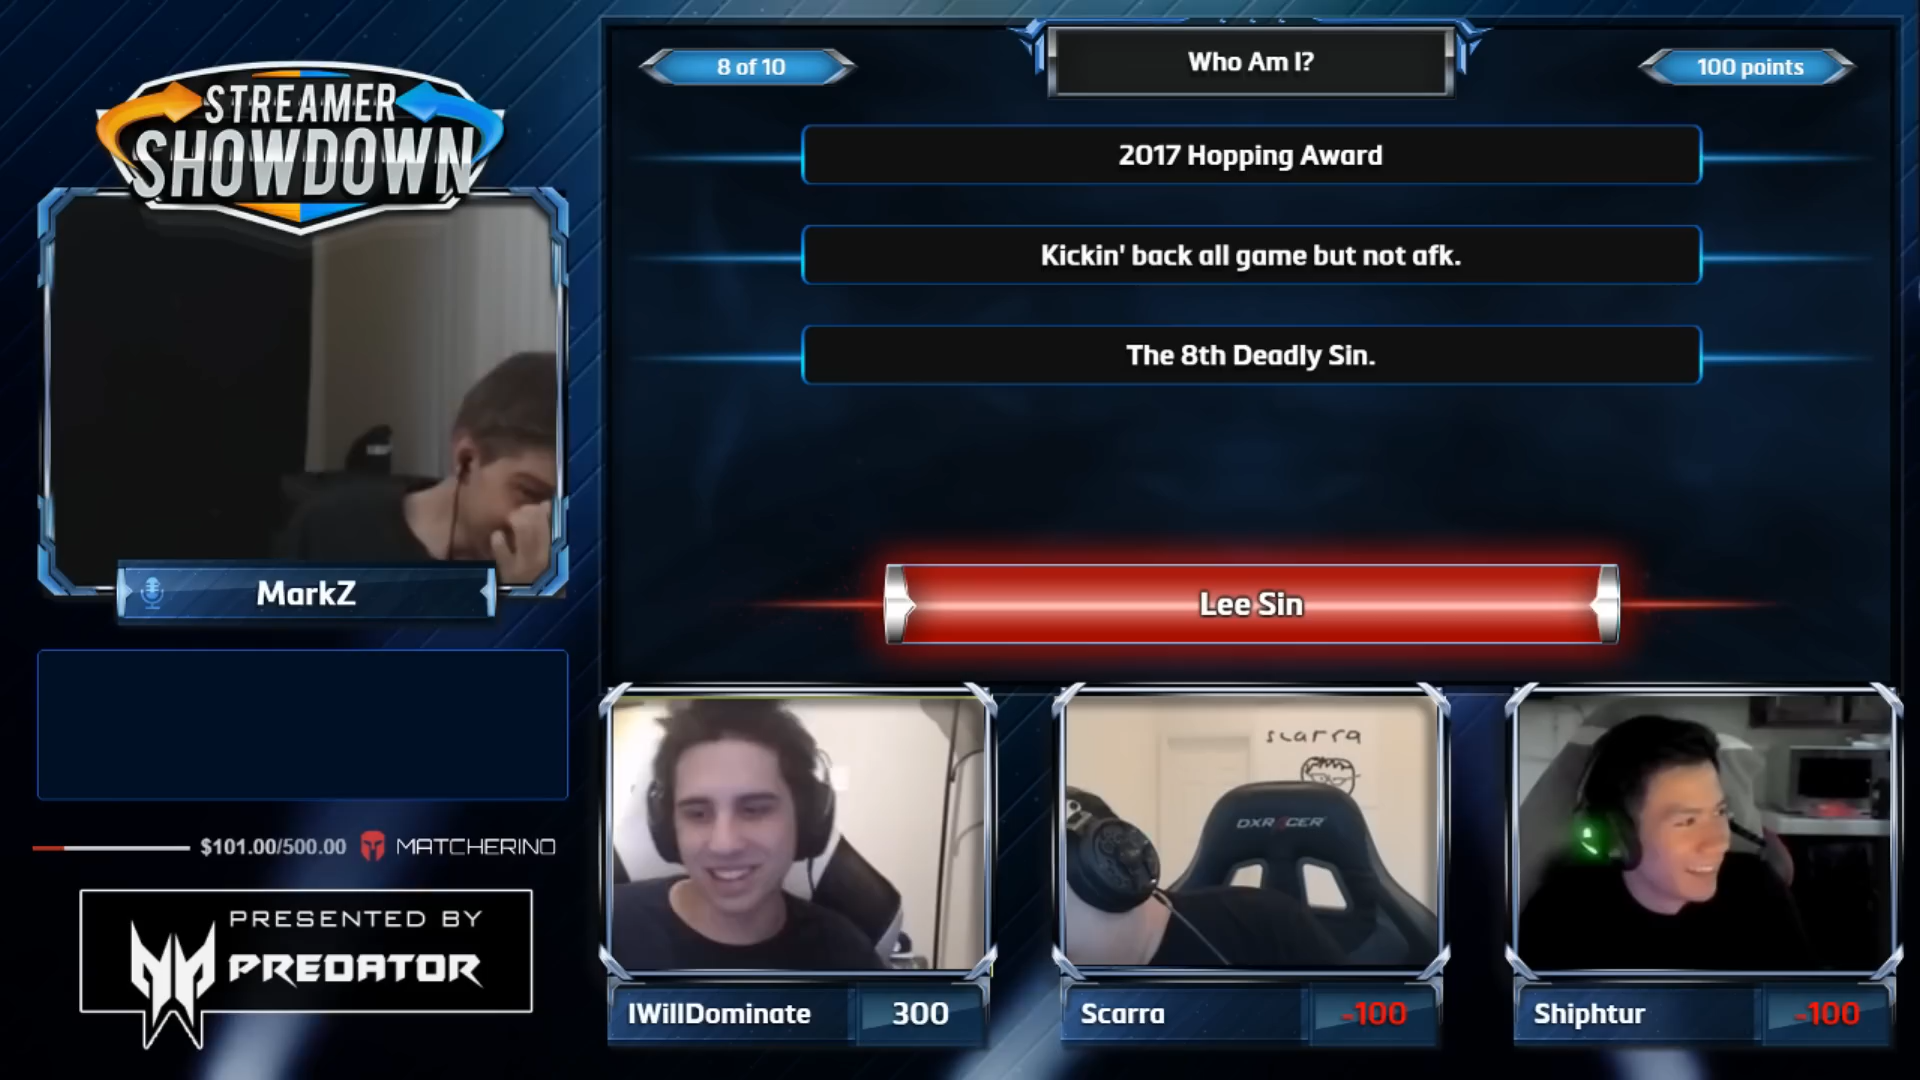 STREAMER
SHOWDOWN
MarkZ
$101.00/500.00 MATCHERINO
PRESENTED BY
PREDATOR
8 of 10
Who Am I?
100 points
2017 Hopping Award
Kickin' back all game but not afk.
The 8th Deadly Sin.
Lee Sin
scarra
DXRACER
IWillDominate 300
Scarra -100
Shiphtur -100